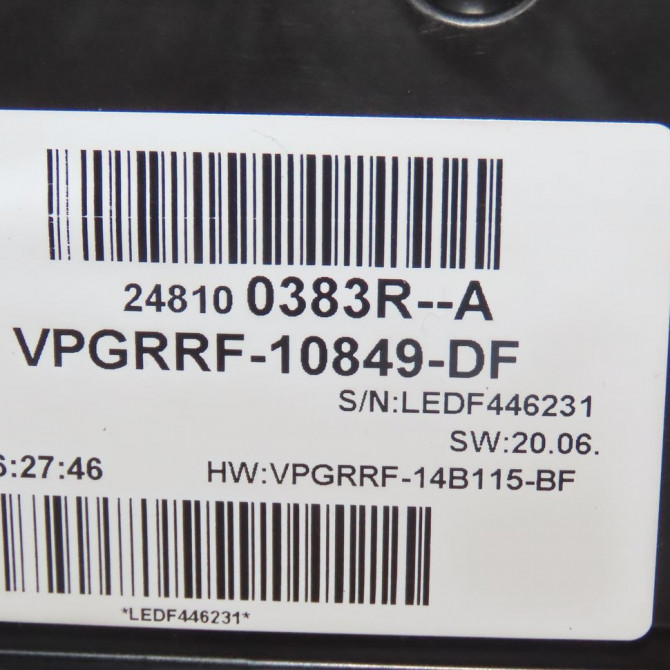 24810 0383R--A
VPGRRF-10849-DF
S/N:LEDF446231
SW:20.06.
:27:46 HW:VPGRRF-14B115-BF
*LEDF446231*